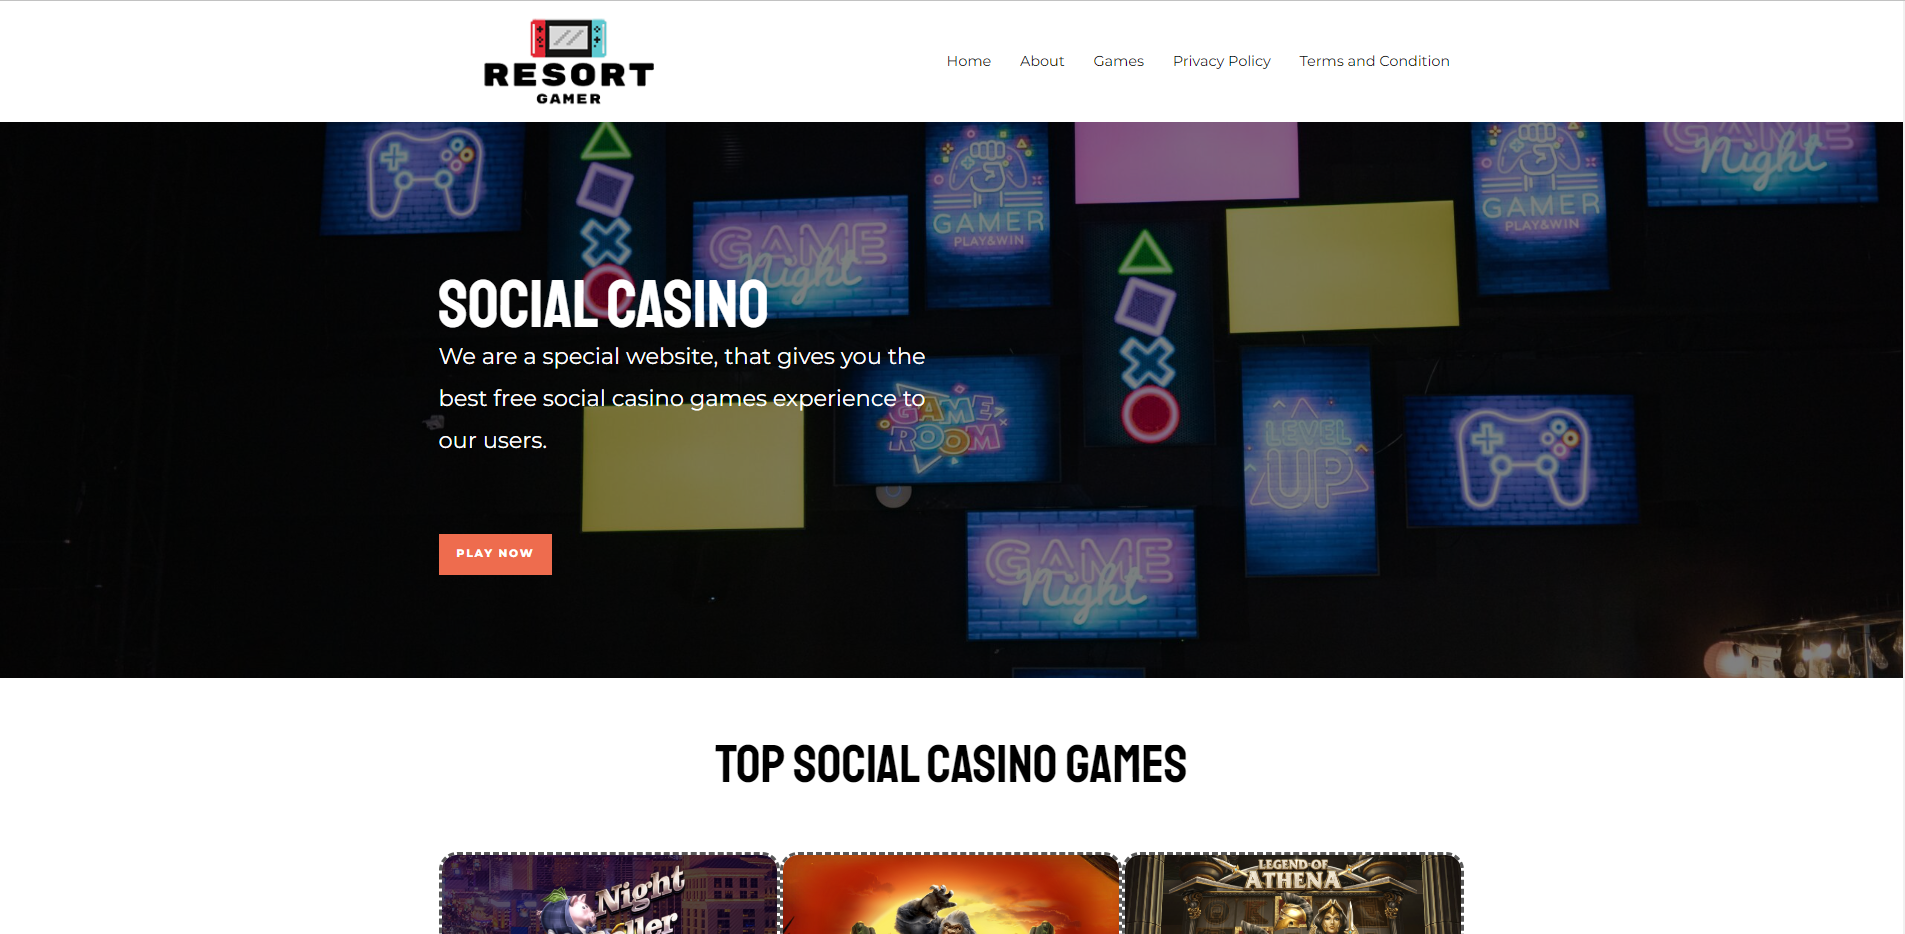 RESORT
GAMER
Home About Games Privacy Policy Terms and Condition
GAME
Night
GAMER
PLAY&WIN
GAMER
PLAY&WIN
GAME
Night
SOCIAL CASINO
We are a special website, that gives you the
best free social casino games experience to
our users.
GAME
ROOM
LEVEL
UP
PLAY NOW
GAME
Night
TOP SOCIAL CASINO GAMES
Night
LEGEND OF
ATHENA